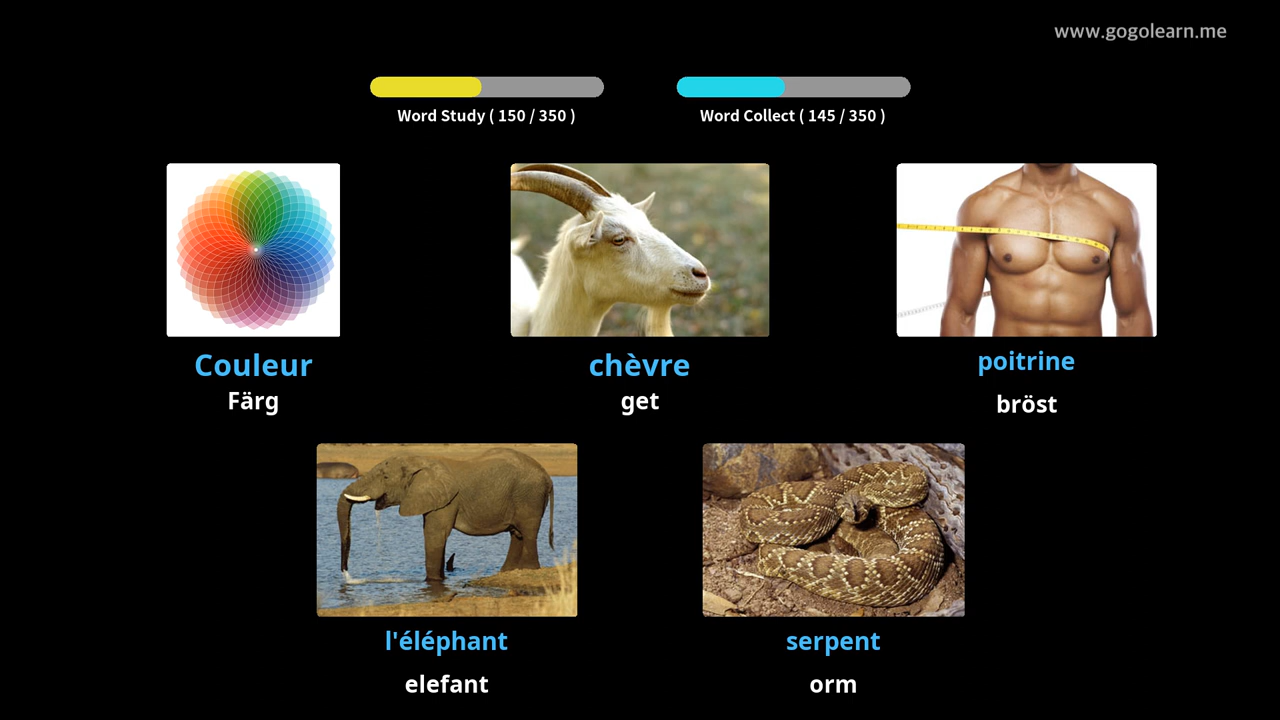 www.gogolearn.me
Word Study ( 150 / 350 )
Word Collect ( 145 / 350 )
Couleur
Färg
chèvre
get
poitrine
bröst
l'éléphant
elefant
serpent
orm